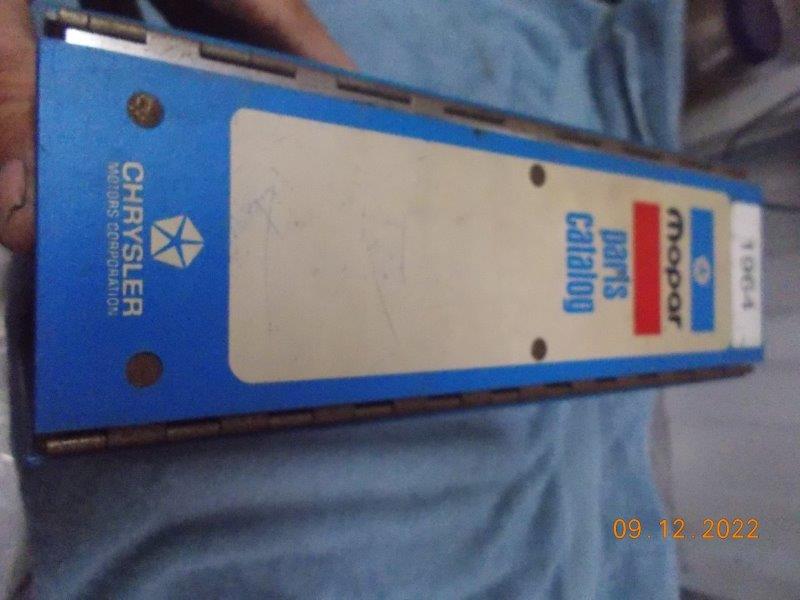 1964
Mopar
parts
catalog
CHRYSLER
MOTORS CORPORATION
09.12.2022